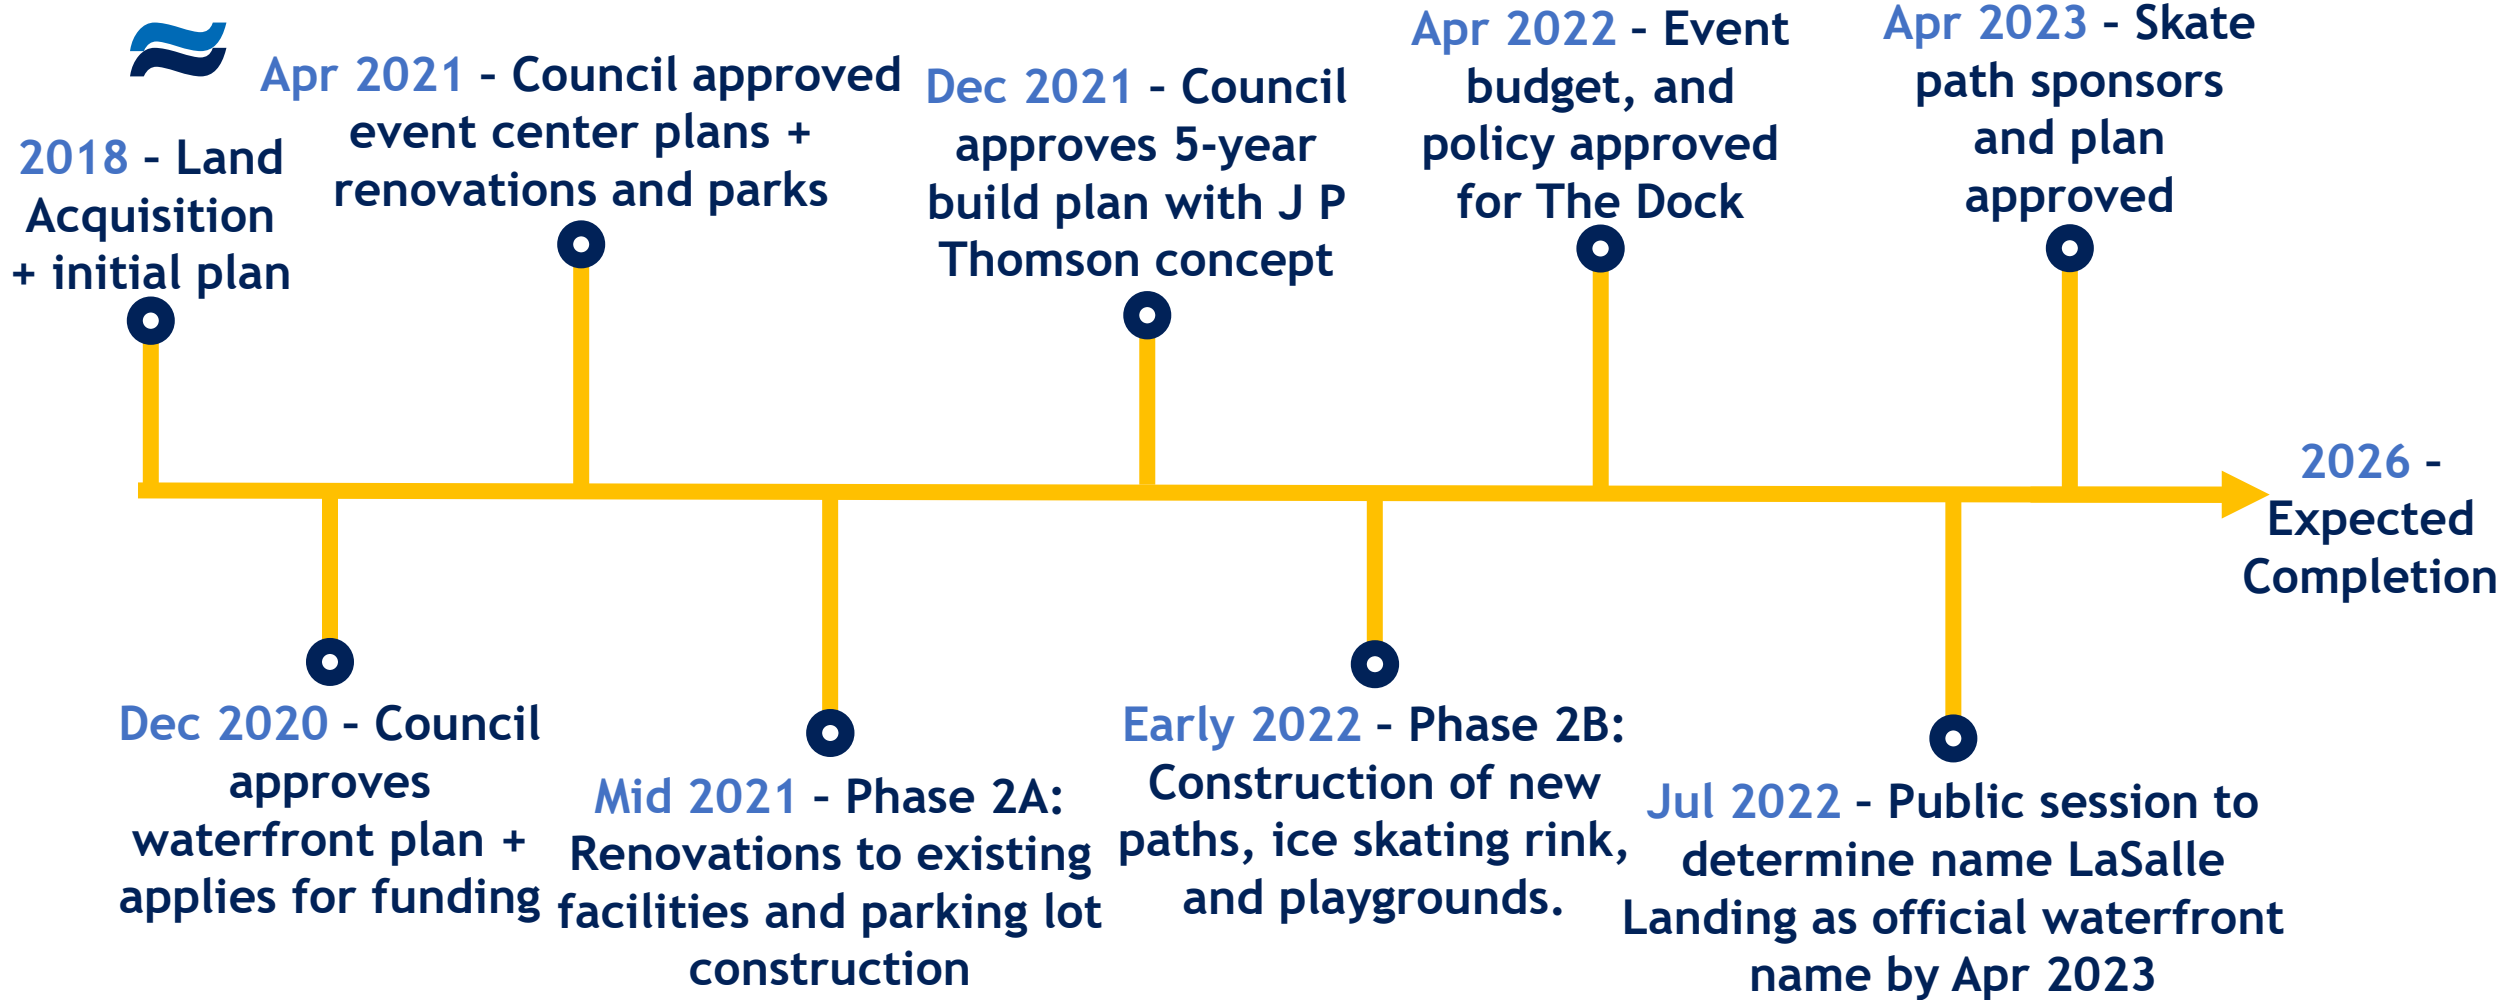 2018 – Land
Acquisition
+ initial plan
Apr 2021 – Council approved
event center plans +
renovations and parks
Dec 2021 – Council
approves 5-year
build plan with J P
Thomson concept
Apr 2022 – Event
budget, and
policy approved
for The Dock
Apr 2023 – Skate
path sponsors
and plan
approved
2026 –
Expected
Completion
Dec 2020 – Council
approves
waterfront plan +
applies for funding
Mid 2021 – Phase 2A:
Renovations to existing
facilities and parking lot
construction
Early 2022 – Phase 2B:
Construction of new
paths, ice skating rink,
and playgrounds.
Jul 2022 – Public session to
determine name LaSalle
Landing as official waterfront
name by Apr 2023